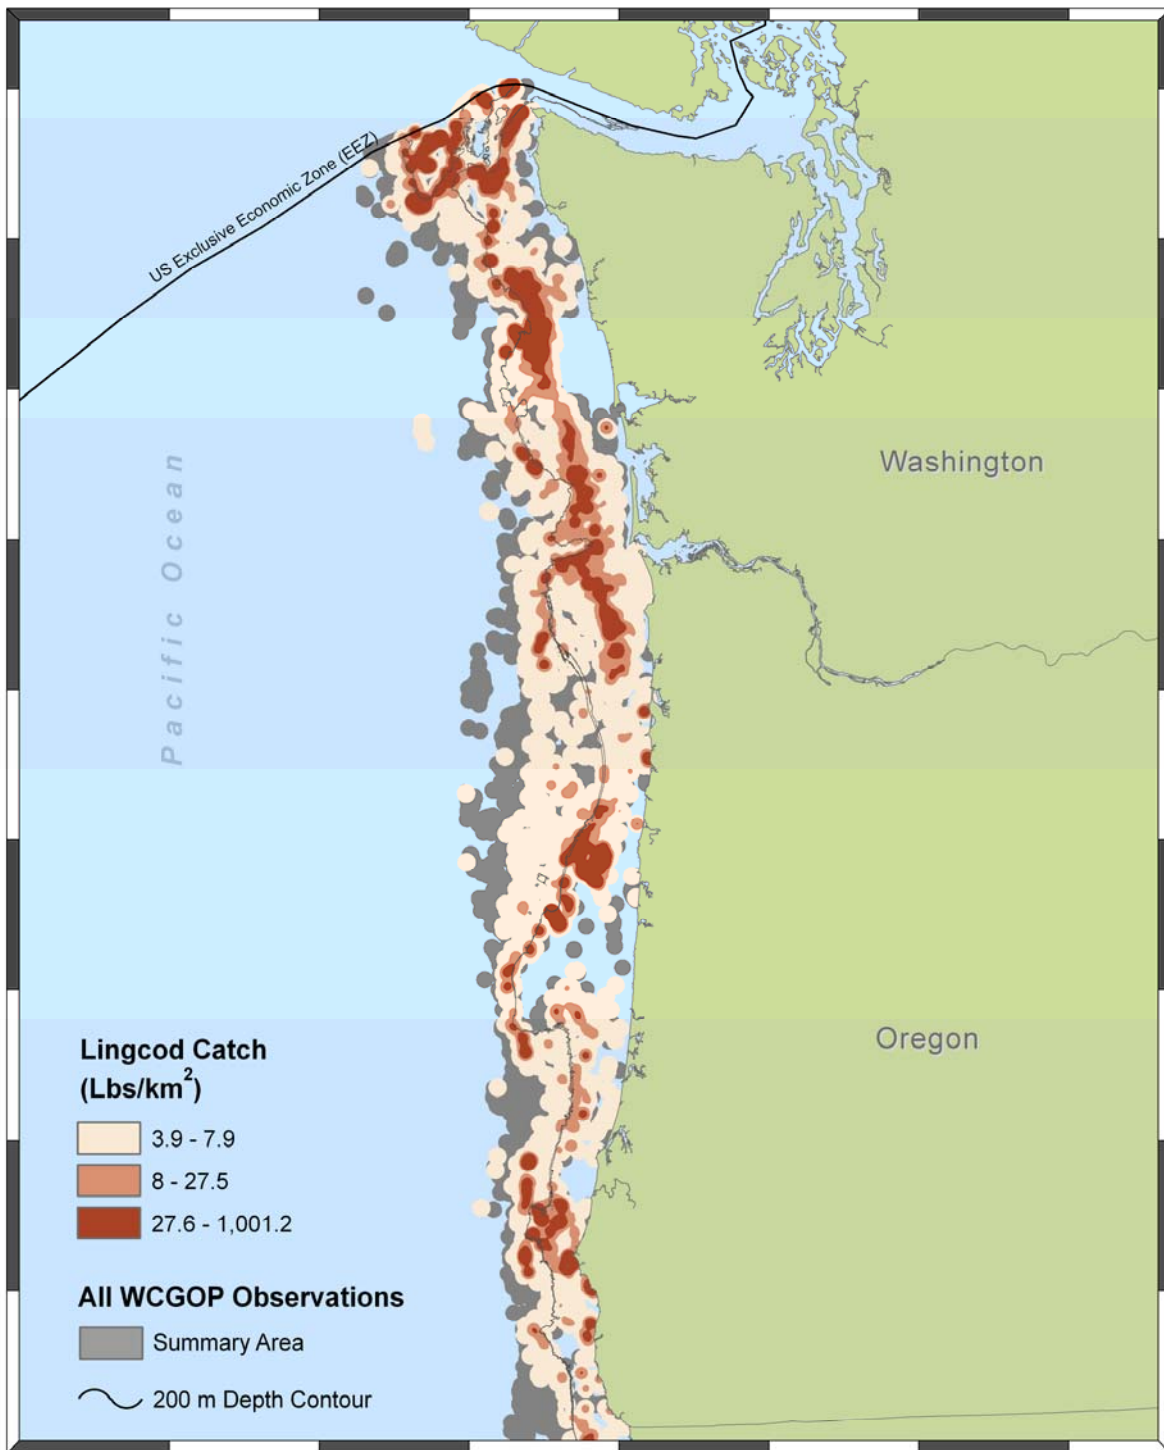 US Exclusive Economic Zone (EEZ)
Washington
Pacific Ocean
Oregon
Lingcod Catch
(Lbs/km²)
3.9 - 7.9
8 - 27.5
27.6 - 1,001.2
All WCGOP Observations
Summary Area
200 m Depth Contour